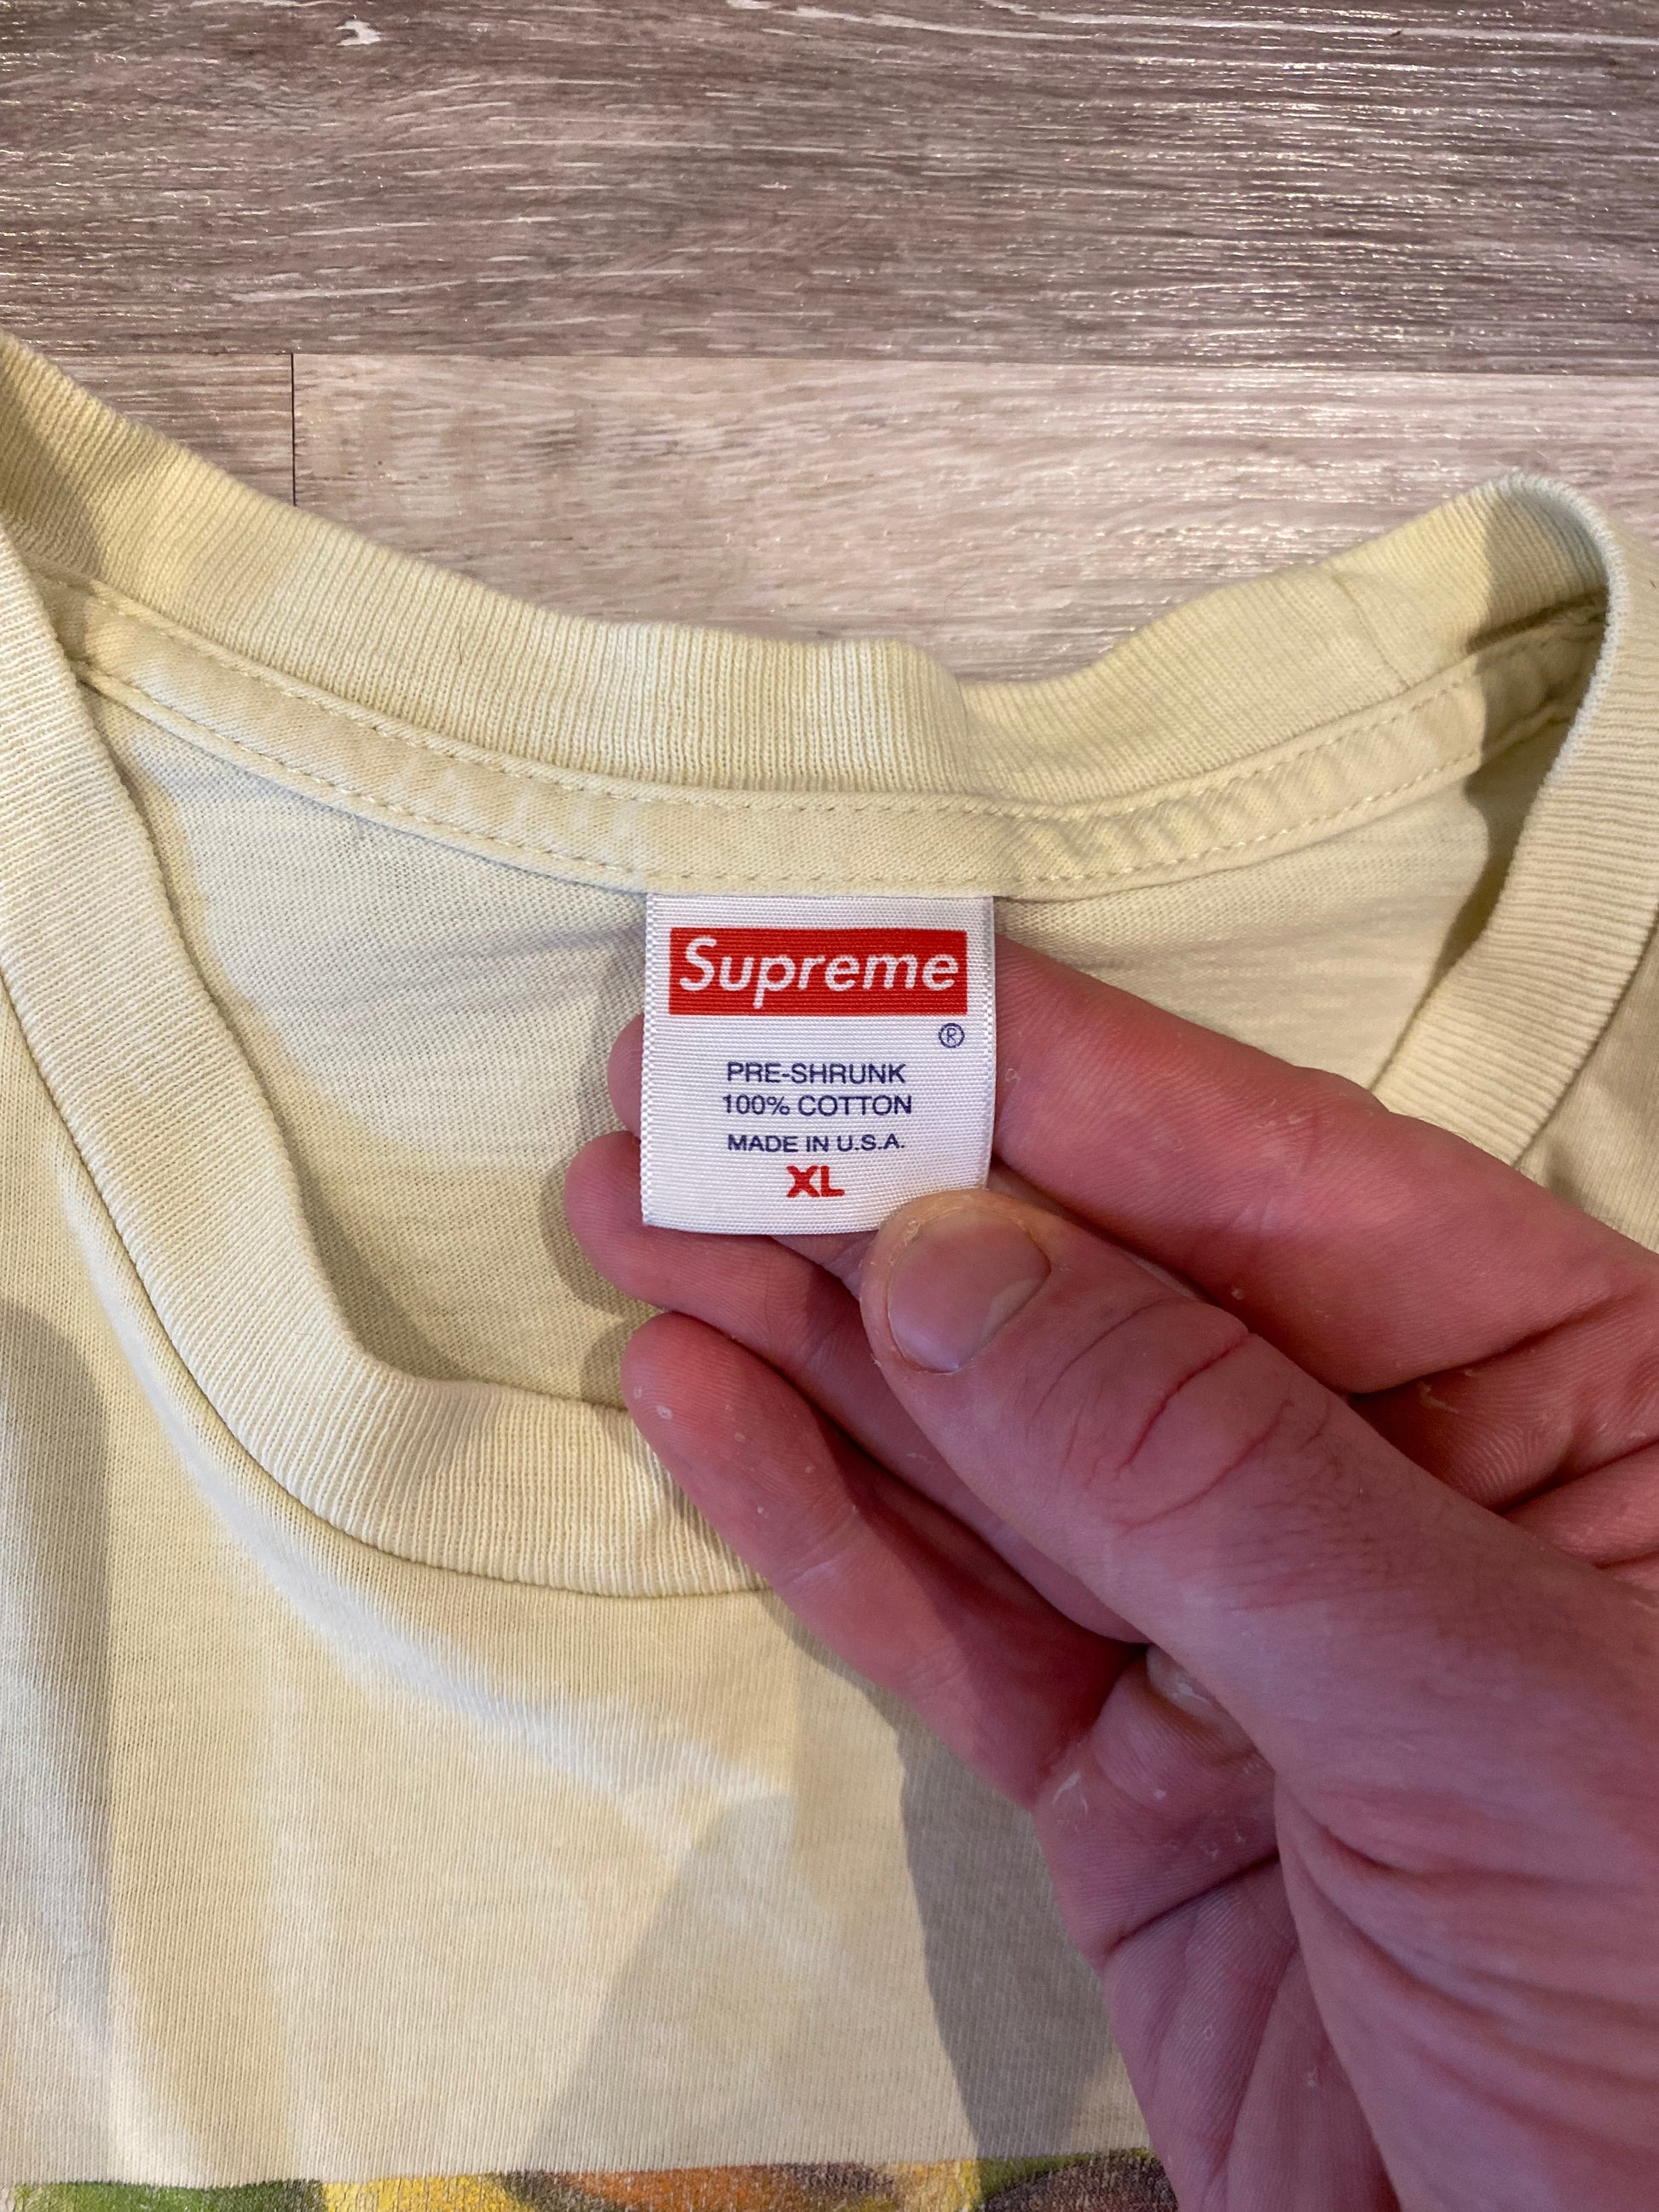 Supreme
®
PRE-SHRUNK
100% COTTON
MADE IN U.S.A.
XL